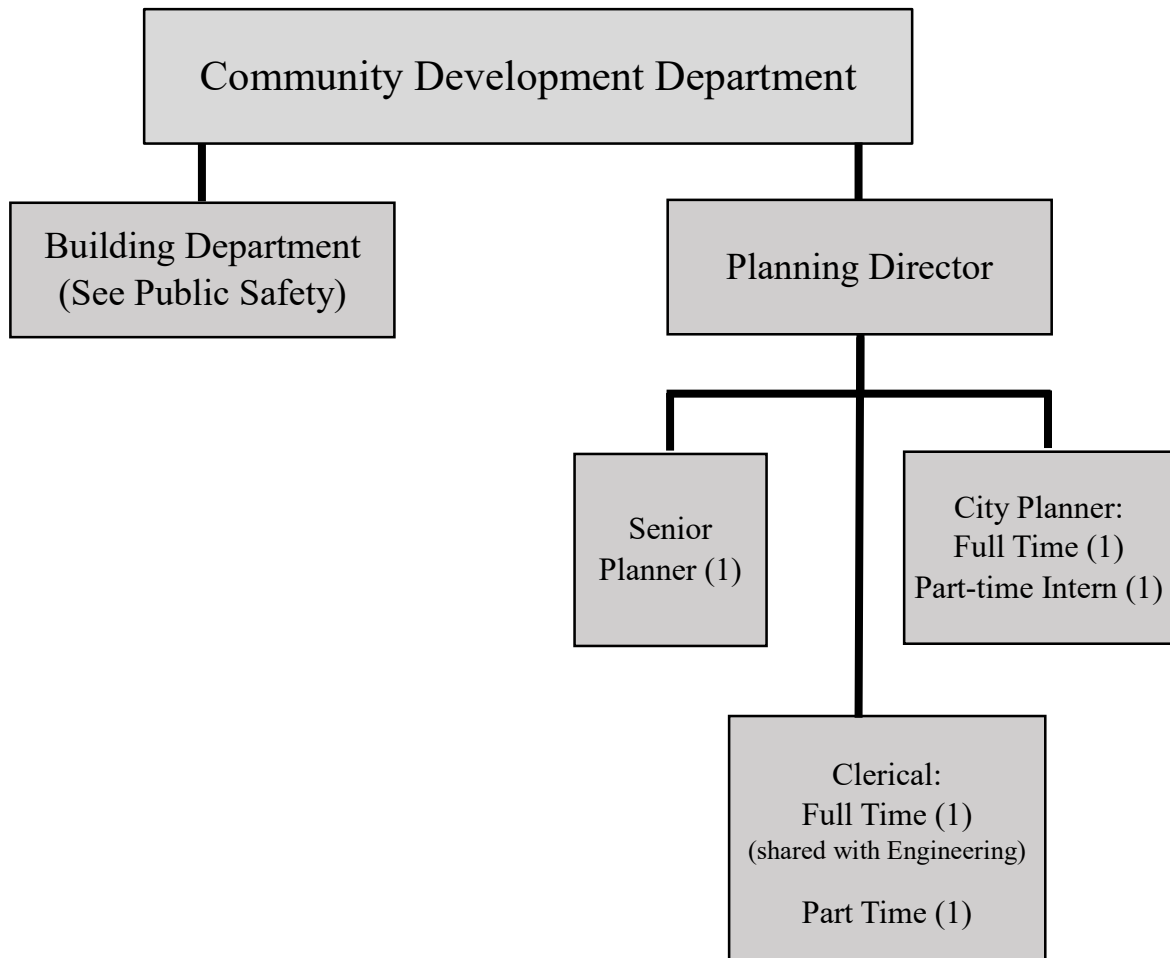 Community Development Department
Building Department
(See Public Safety)
Planning Director
Senior
Planner (1)
City Planner:
Full Time (1)
Part-time Intern (1)
Clerical:
Full Time (1)
(shared with Engineering)
Part Time (1)